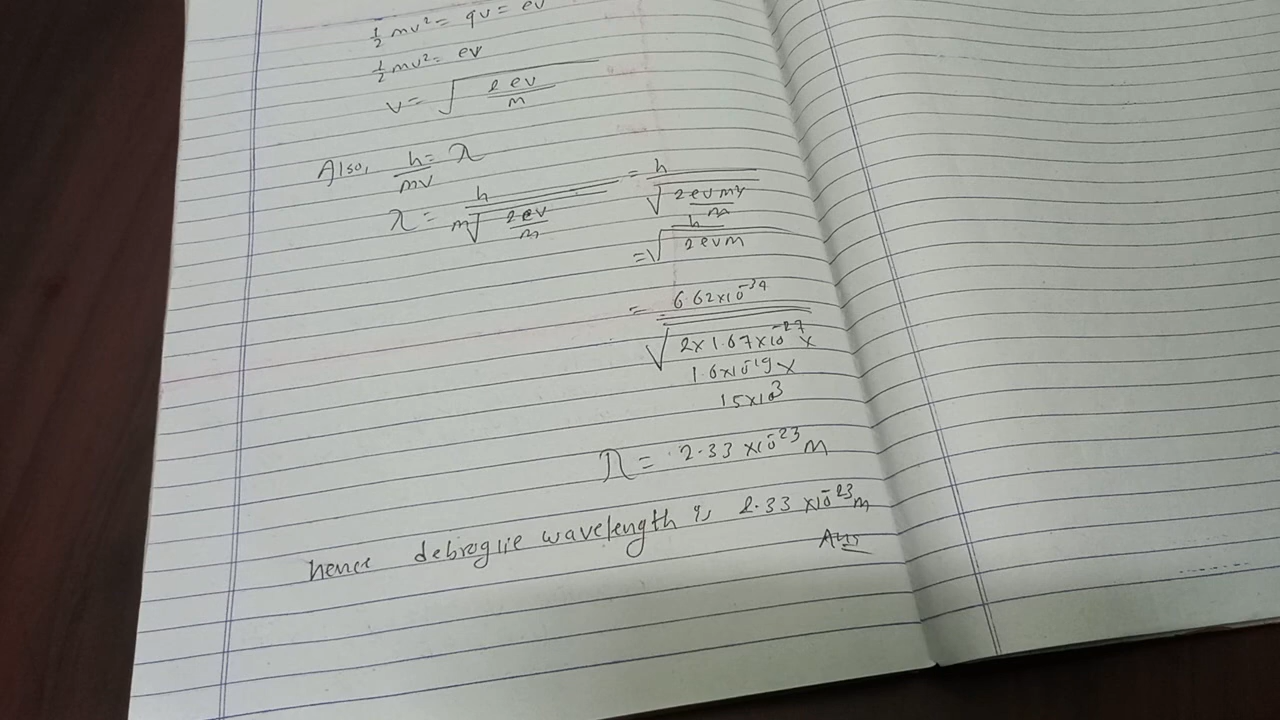 ½ mv² = qv = ev
½ mv² = ev
v = √(2ev/m)
Also, h/mv = λ
λ = h/(m√(2ev/m)) = h/√(2evm²/m)
= √(h/2evm)
= 6.62×10⁻³⁴/√(2×1.67×10⁻²⁷×
1.6×10⁻¹⁹×
15×10³)
λ = 2.33×10⁻²³m
hence debroglie wavelength is 2.33×10⁻²³m
Ans